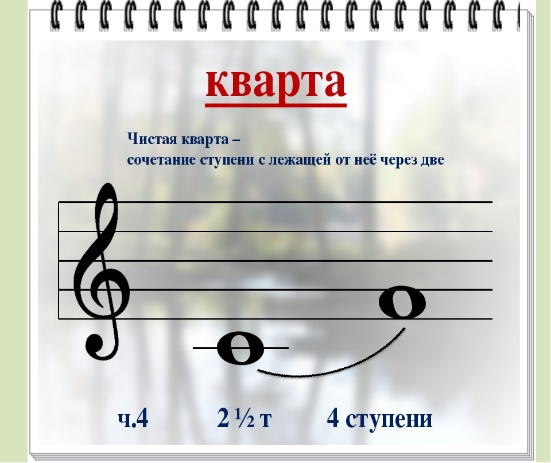 кварта
Чистая кварта –
сочетание ступени с лежащей от неё через две
ч.4 2 ½ т 4 ступени